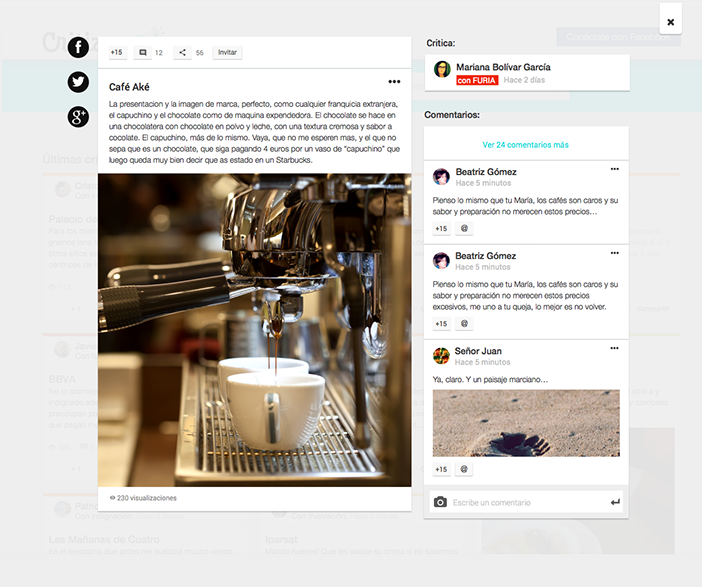 Conéctate con Facebook
+15 12 56 Invitar
Café Aké
La presentacion y la imagen de marca, perfecto, como cualquier franquicia extranjera,
el capuchino y el chocolate como de maquina expendedora. El chocolate se hace en
una chocolatera con chocolate en polvo y leche, con una textura cremosa y sabor a
cocolate. El capuchino, más de lo mismo. Vaya, que no me esperen mas, y el que no
sepa que es un chocolate, que siga pagando 4 euros por un vaso de "capuchino" que
luego queda muy bien decir que as estado en un Starbucks.
230 visualizaciones
Critica:
Mariana Bolívar García
con FURIA Hace 2 días
Comentarios:
Ver 24 comentarios más
Beatriz Gómez
Hace 5 minutos
Pienso lo mismo que tu María, los cafés son caros y su
sabor y preparación no merecen estos precios...
+15 @
Beatriz Gómez
Hace 5 minutos
Pienso lo mismo que tu María, los cafés son caros y su
sabor y preparación no merecen estos precios
excesivos, me uno a tu queja, lo mejor es no volver.
+15 @
Señor Juan
Hace 5 minutos
Ya, claro. Y un paisaje marciano...
+15 @
Escribe un comentario
BBVA
Las Mañanas de Cuatro
Ipersat